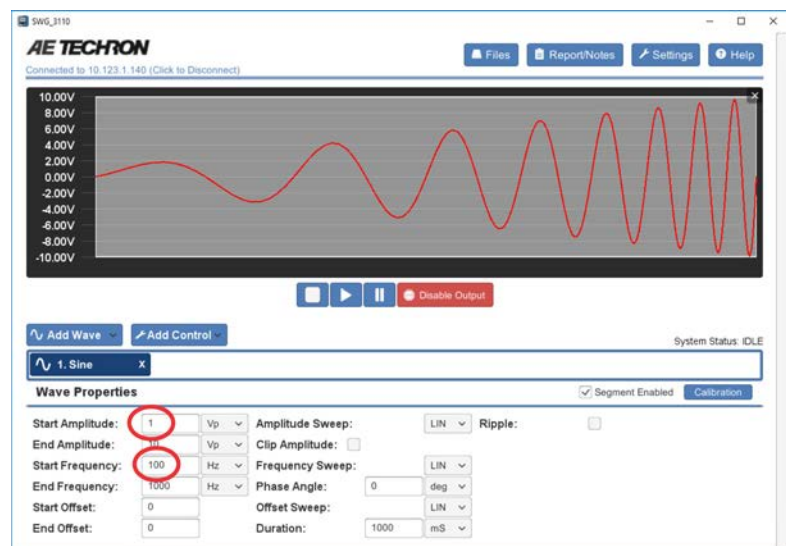 SWG_3110
AE TECHRON
Connected to 10.123.1.140 (Click to Disconnect)
Files
Report/Notes
Settings
Help
10.00V
8.00V
6.00V
4.00V
2.00V
0.00V
-2.00V
-4.00V
-6.00V
-8.00V
-10.00V
Disable Output
Add Wave
Add Control
System Status: IDLE
1. Sine X
Wave Properties
Segment Enabled
Calibration
Start Amplitude: 1 Vp Amplitude Sweep: LIN Ripple:
End Amplitude: 10 Vp Clip Amplitude:
Start Frequency: 100 Hz Frequency Sweep: LIN
End Frequency: 1000 Hz Phase Angle: 0 deg
Start Offset: 0 Offset Sweep: LIN
End Offset: 0 Duration: 1000 mS